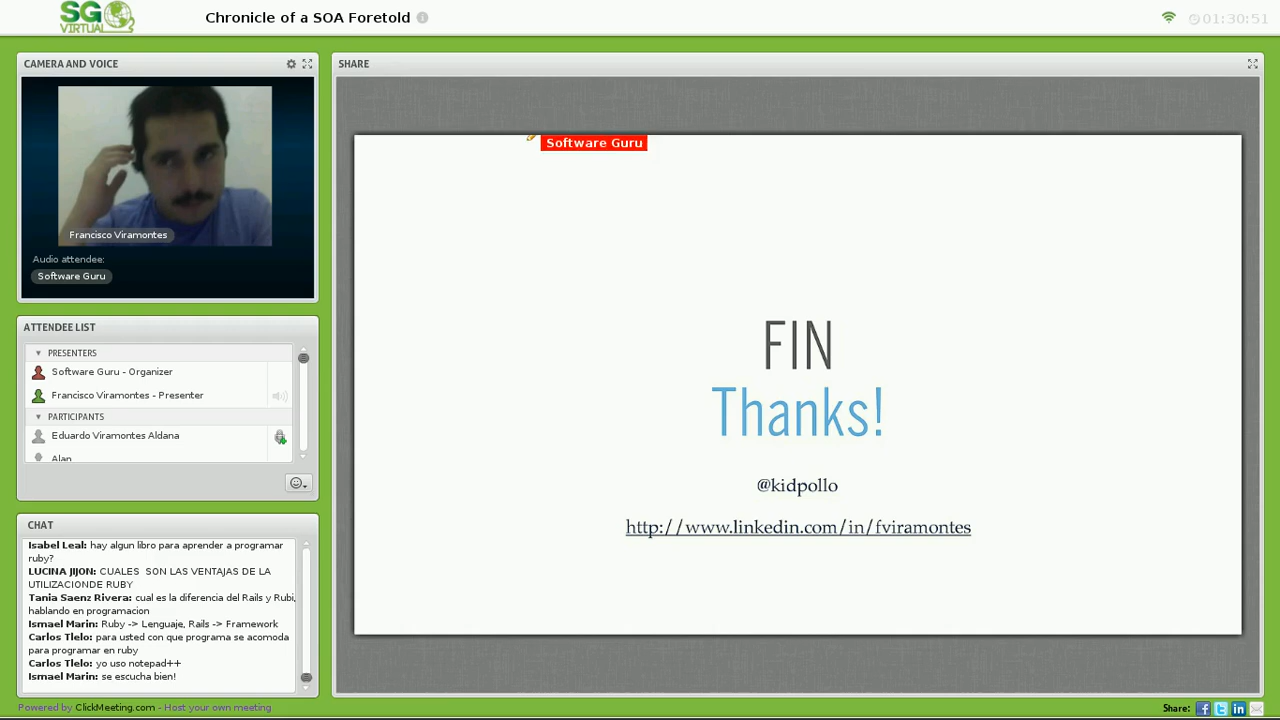 SG
VIRTUAL
Chronicle of a SOA Foretold
01:30:51
CAMERA AND VOICE
Francisco Viramontes
Audio attendee:
Software Guru
ATTENDEE LIST
PRESENTERS
Software Guru - Organizer
Francisco Viramontes - Presenter
PARTICIPANTS
Eduardo Viramontes Aldana
Alan
CHAT
Isabel Leal: hay algun libro para aprender a programar
ruby?
LUCINA JIJON: CUALES SON LAS VENTAJAS DE LA
UTILIZACIONDE RUBY
Tania Saenz Rivera: cual es la diferencia del Rails y Rubi,
hablando en programacion
Ismael Marin: Ruby -> Lenguaje, Rails -> Framework
Carlos Tlelo: para usted con que programa se acomoda
para programar en ruby
Carlos Tlelo: yo uso notepad++
Ismael Marin: se escucha bien!
SHARE
Software Guru
FIN
Thanks!
@kidpollo
http://www.linkedin.com/in/fviramontes
Powered by ClickMeeting.com - Host your own meeting
Share: